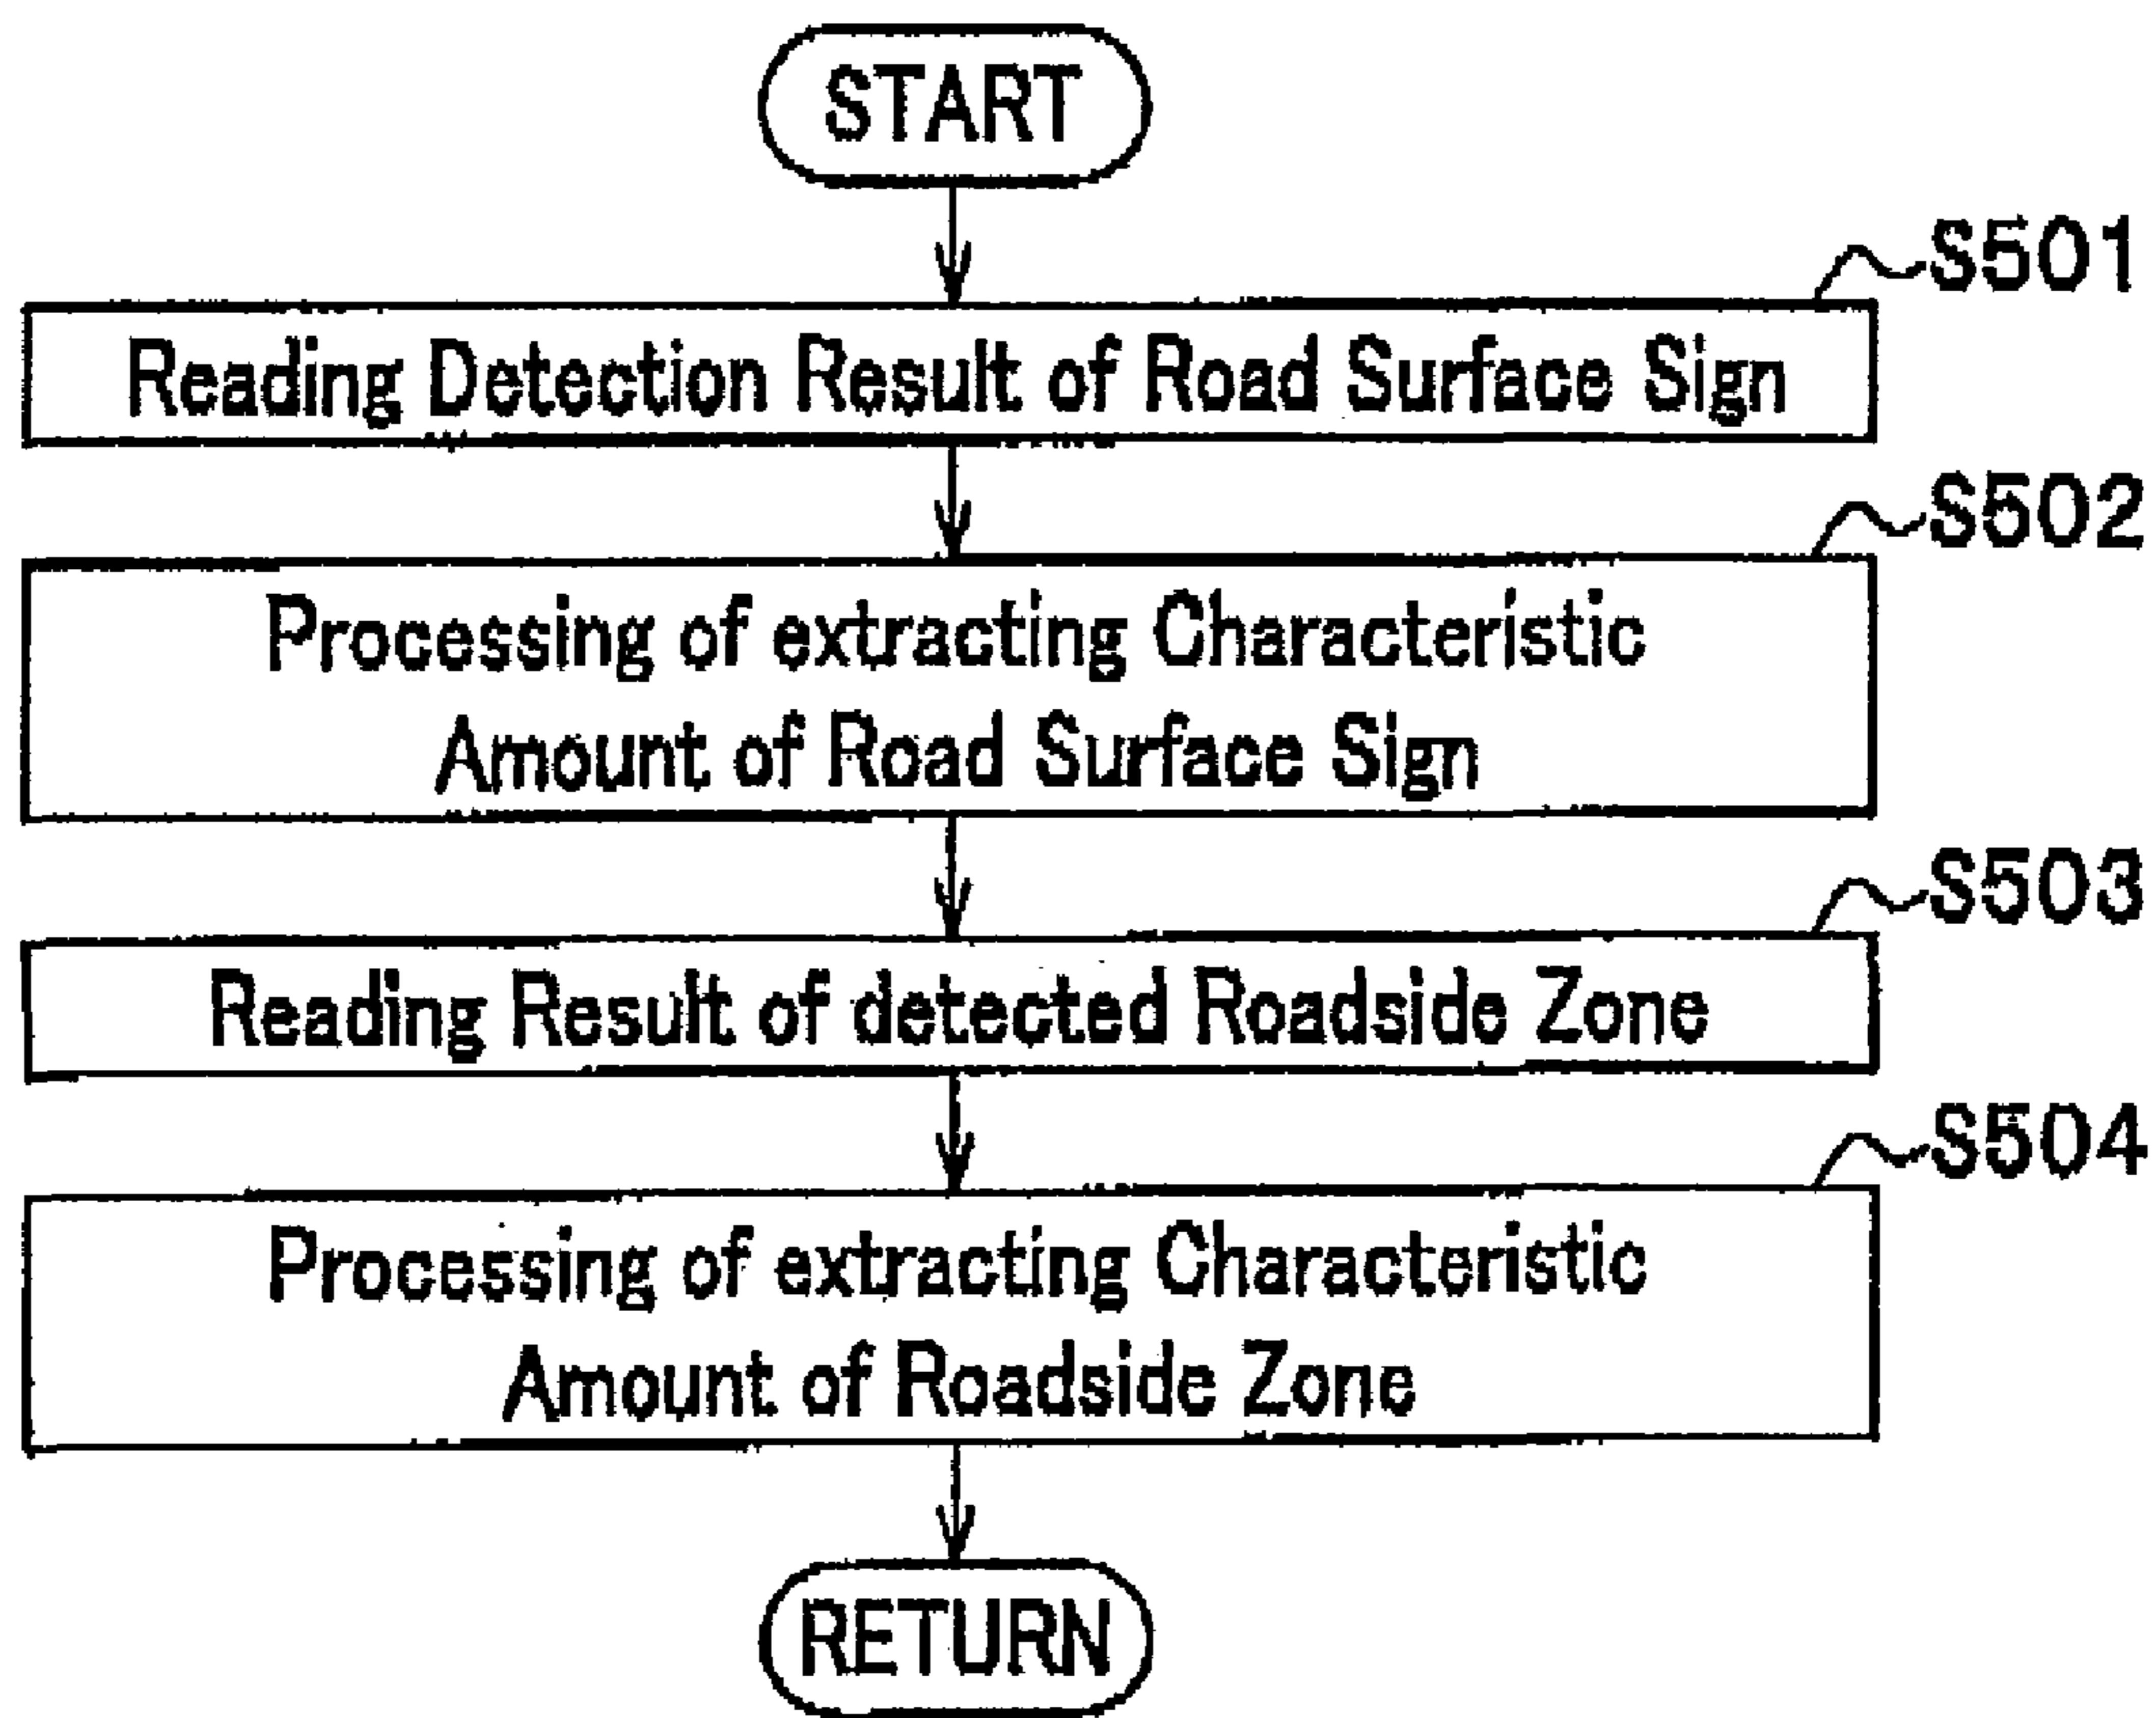 START
S501
Reading Detection Result of Road Surface Sign
S502
Processing of extracting Characteristic
Amount of Road Surface Sign
S503
Reading Result of detected Roadside Zone
S504
Processing of extracting Characteristic
Amount of Roadside Zone
RETURN